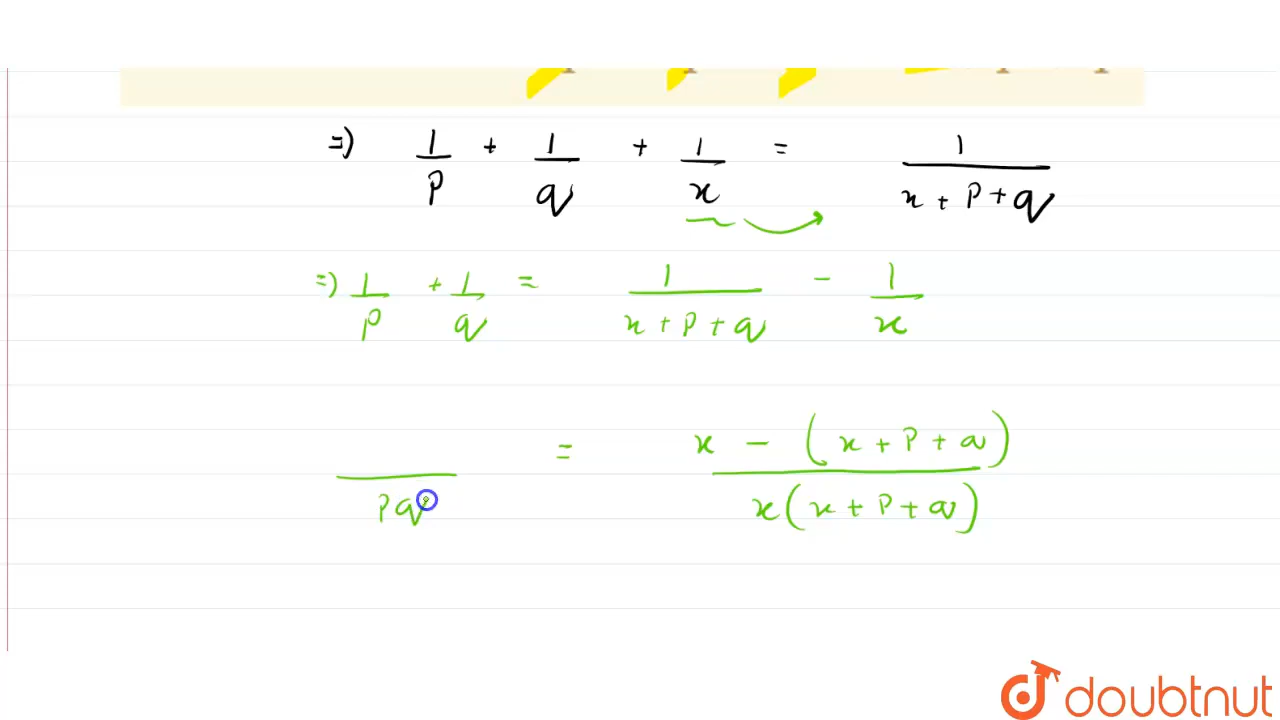 ⇒) 1/p + 1/q + 1/x = 1/(x + p + q)
⇒) 1/p + 1/q = 1/(x + p + q) - 1/x
/pq = x - (x + p + q)/x(x + p + q)
doubtnut